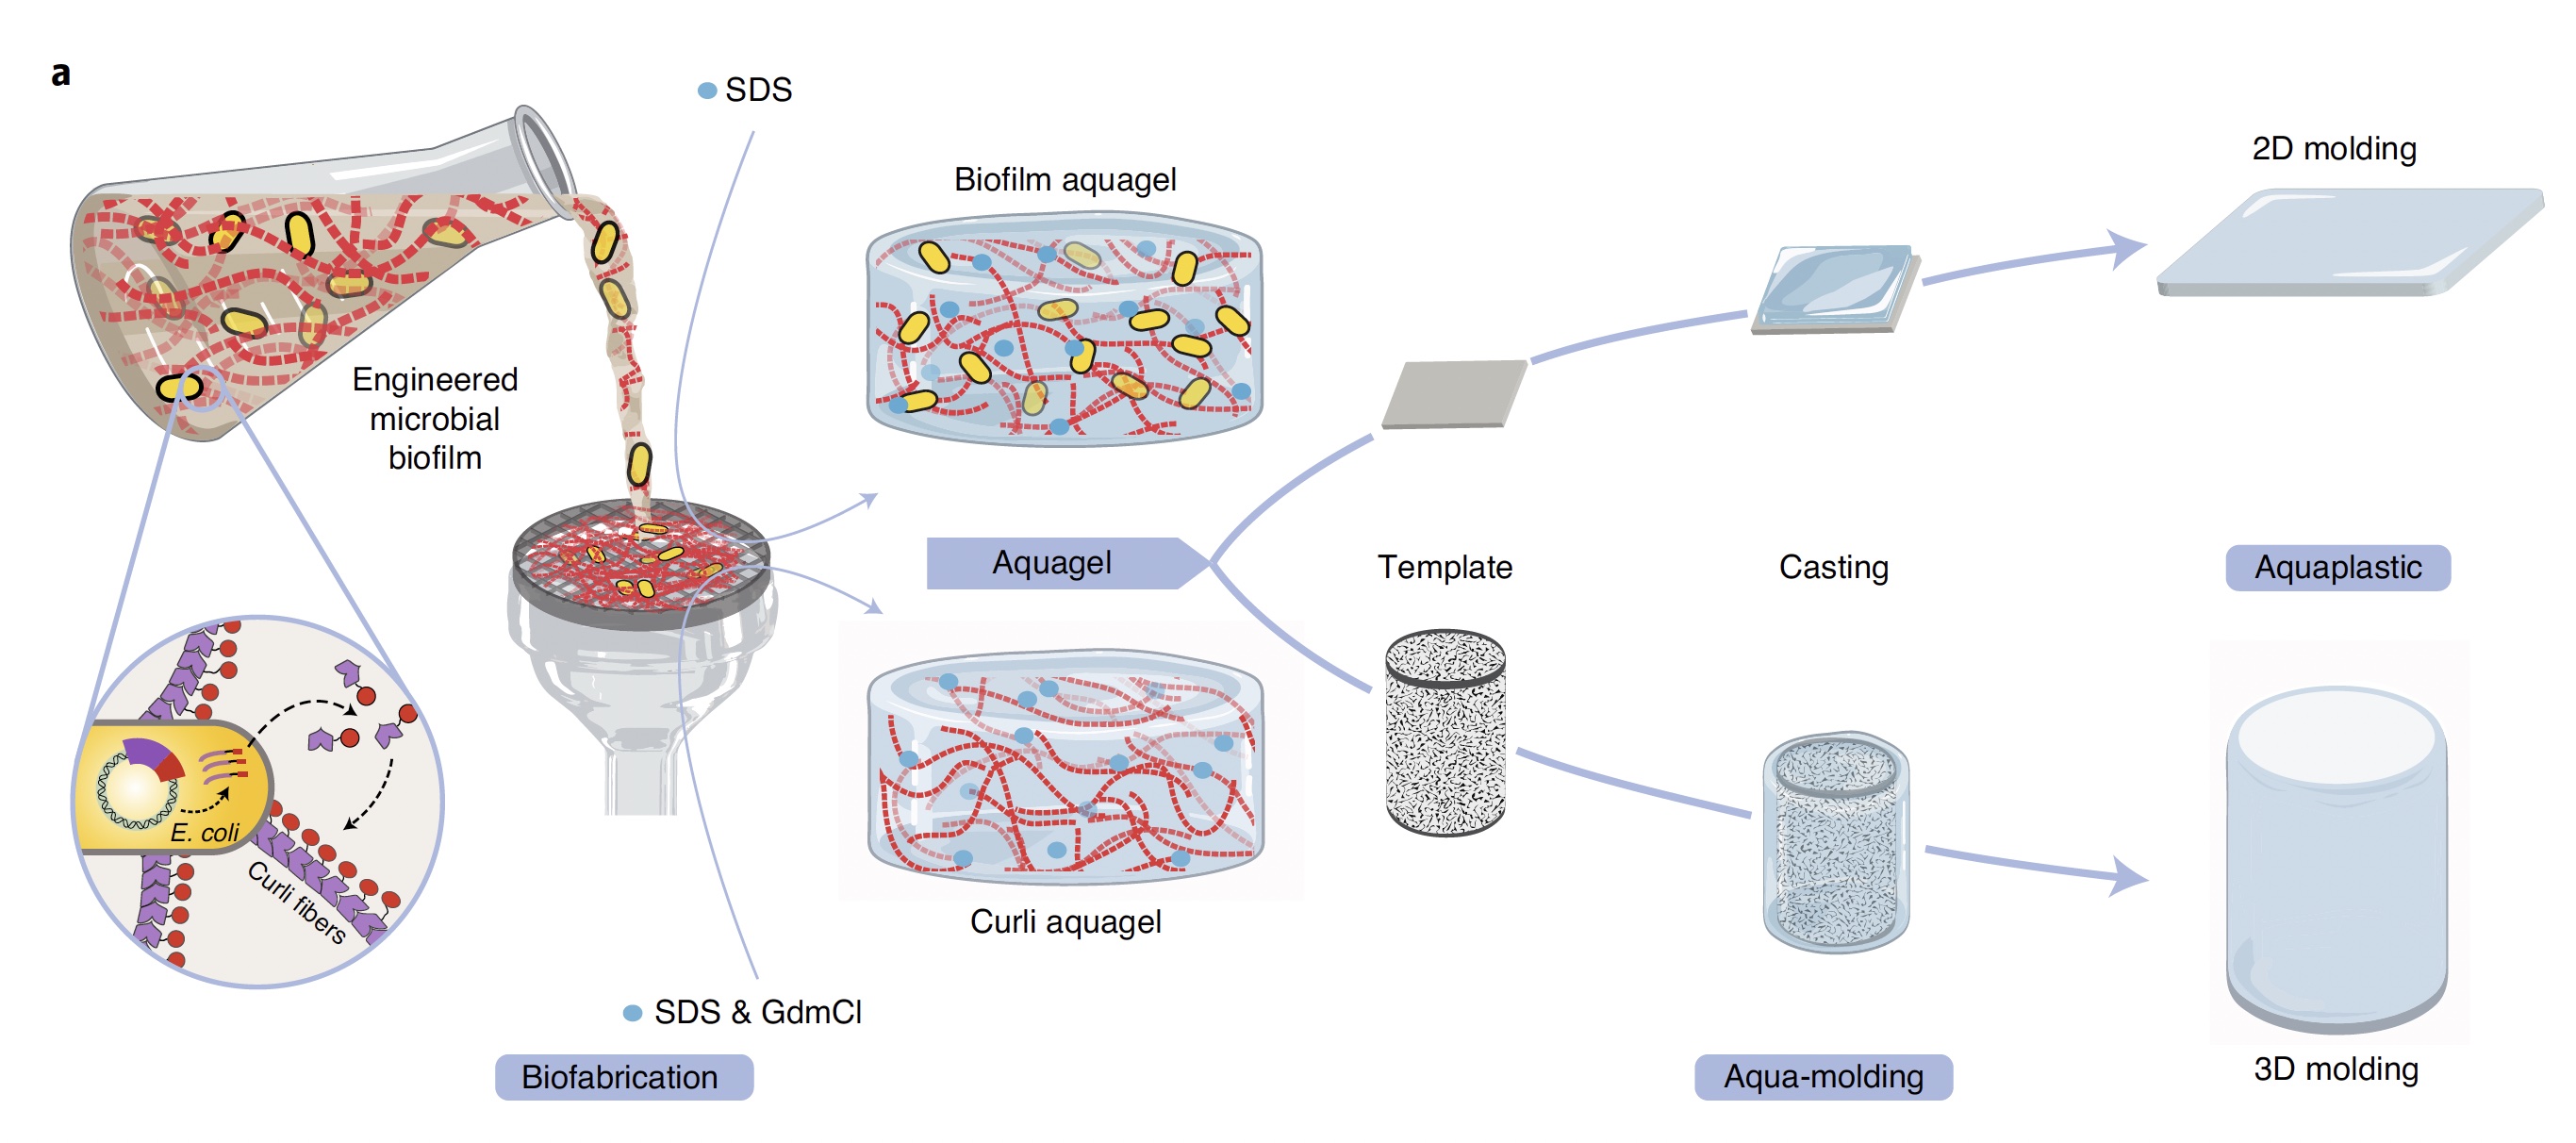 a
SDS
Engineered
microbial
biofilm
E. coli
Curli fibers
SDS & GdmCl
Biofabrication
Biofilm aquagel
Aquagel
Curli aquagel
Template
Casting
Aqua-molding
2D molding
Aquaplastic
3D molding